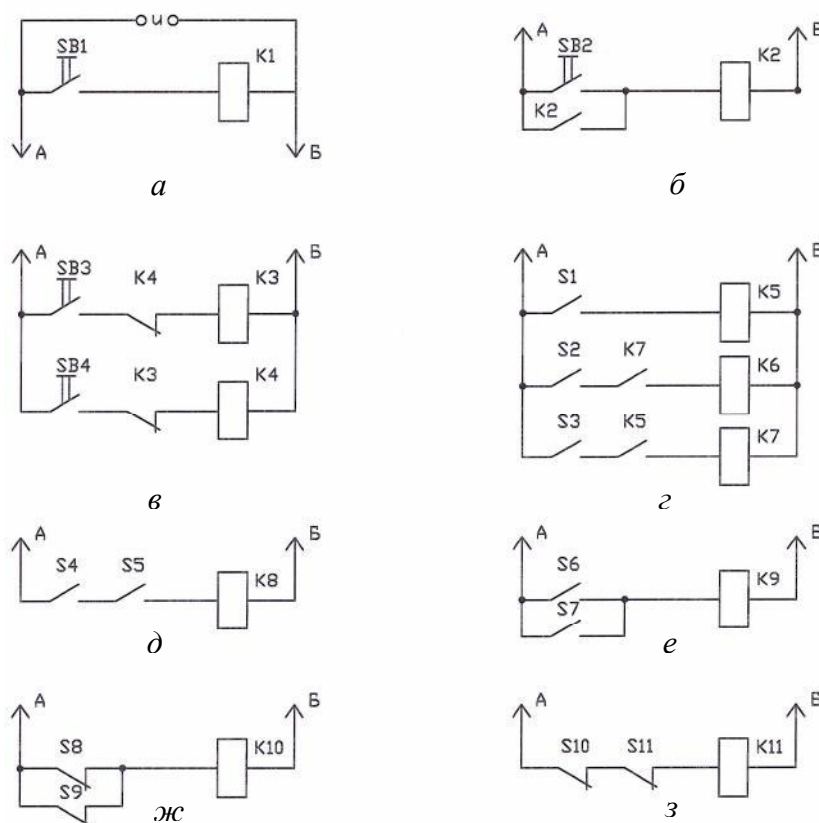 U
SB1 K1
А Б
а
А Б
SB2 K2
K2
б
А Б
SB3 K4 K3
SB4 K3 K4
в
А Б
S1 K5
S2 K7 K6
S3 K5 K7
г
А Б
S4 S5 K8
д
А Б
S6 K9
S7
е
А Б
S8 K10
S9
ж
А Б
S10 S11 K11
з